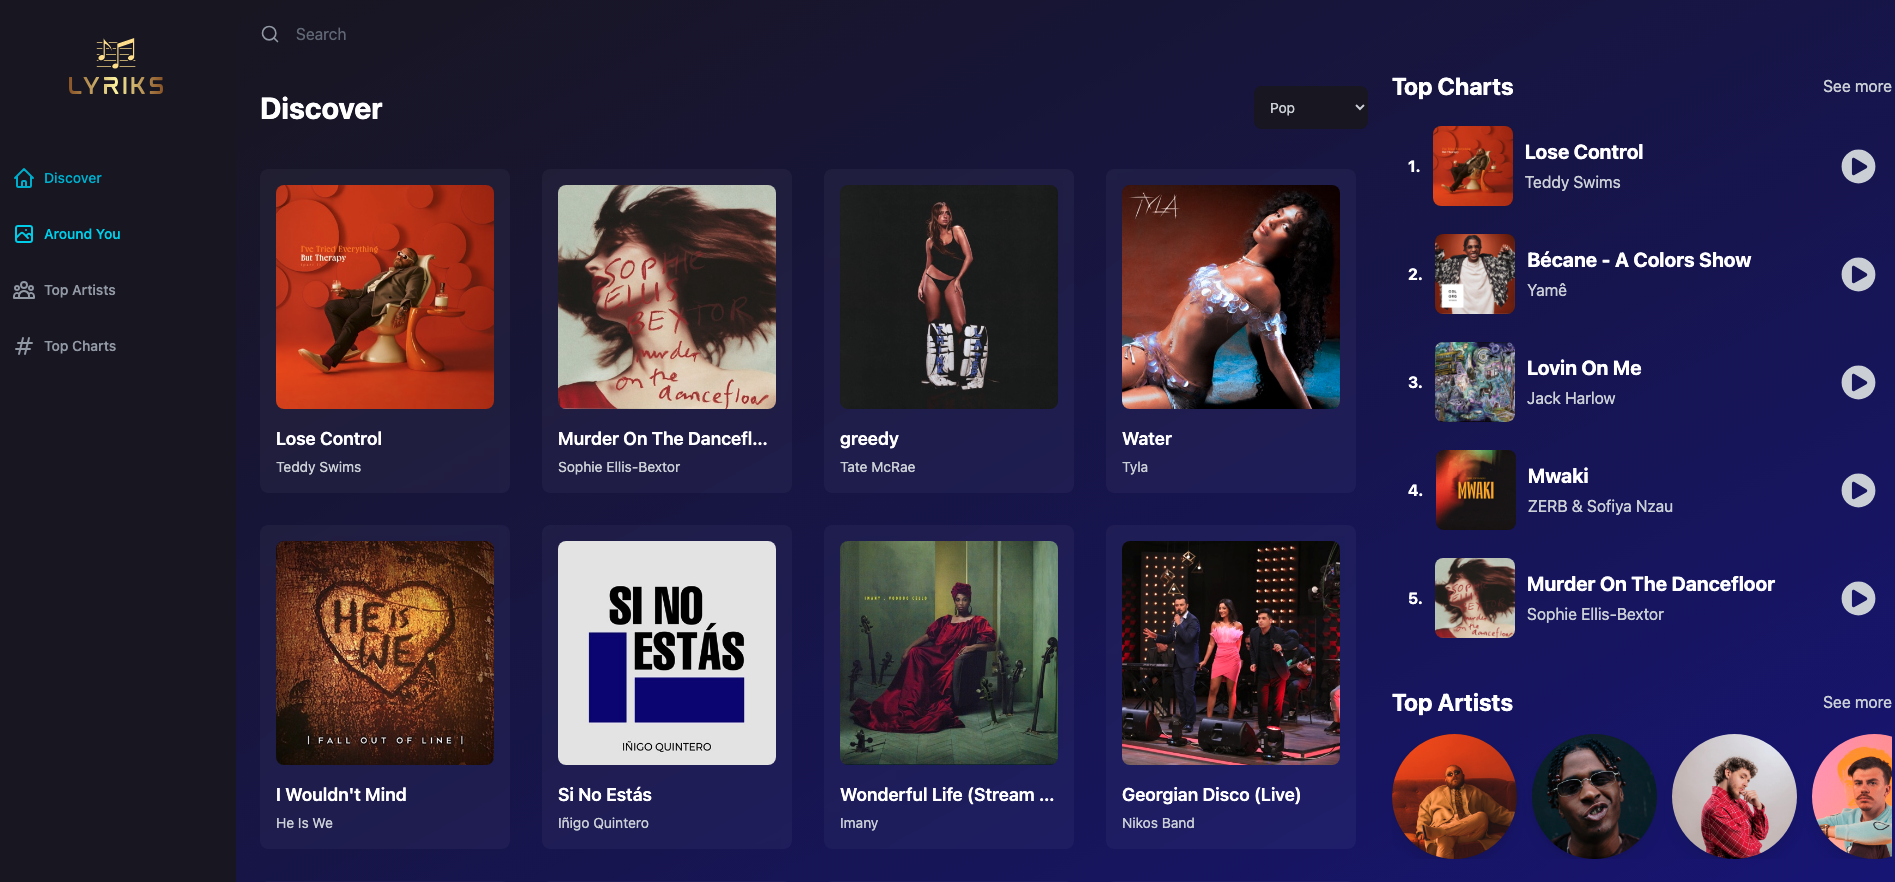 LYRIKS
Discover
Around You
Top Artists
Top Charts
Search
Discover
Pop
I've Tried Everything
But Therapy
Lose Control
Teddy Swims
SOPHIE
ELLIS
BEXTOR
murder
on the
dancefloor
Murder On The Dancefl...
Sophie Ellis-Bextor
greedy
Tate McRae
TYLA
Water
Tyla
HE IS
WE
| FALL OUT OF LINE |
I Wouldn't Mind
He Is We
SI NO
ESTÁS
IÑIGO QUINTERO
Si No Estás
Iñigo Quintero
Wonderful Life (Stream ...
Imany
Georgian Disco (Live)
Nikos Band
Top Charts
See more
1.
Lose Control
Teddy Swims
2.
Bécane - A Colors Show
Yamê
3.
Lovin On Me
Jack Harlow
4.
MWAKI
Mwaki
ZERB & Sofiya Nzau
5.
Murder On The Dancefloor
Sophie Ellis-Bextor
Top Artists
See more